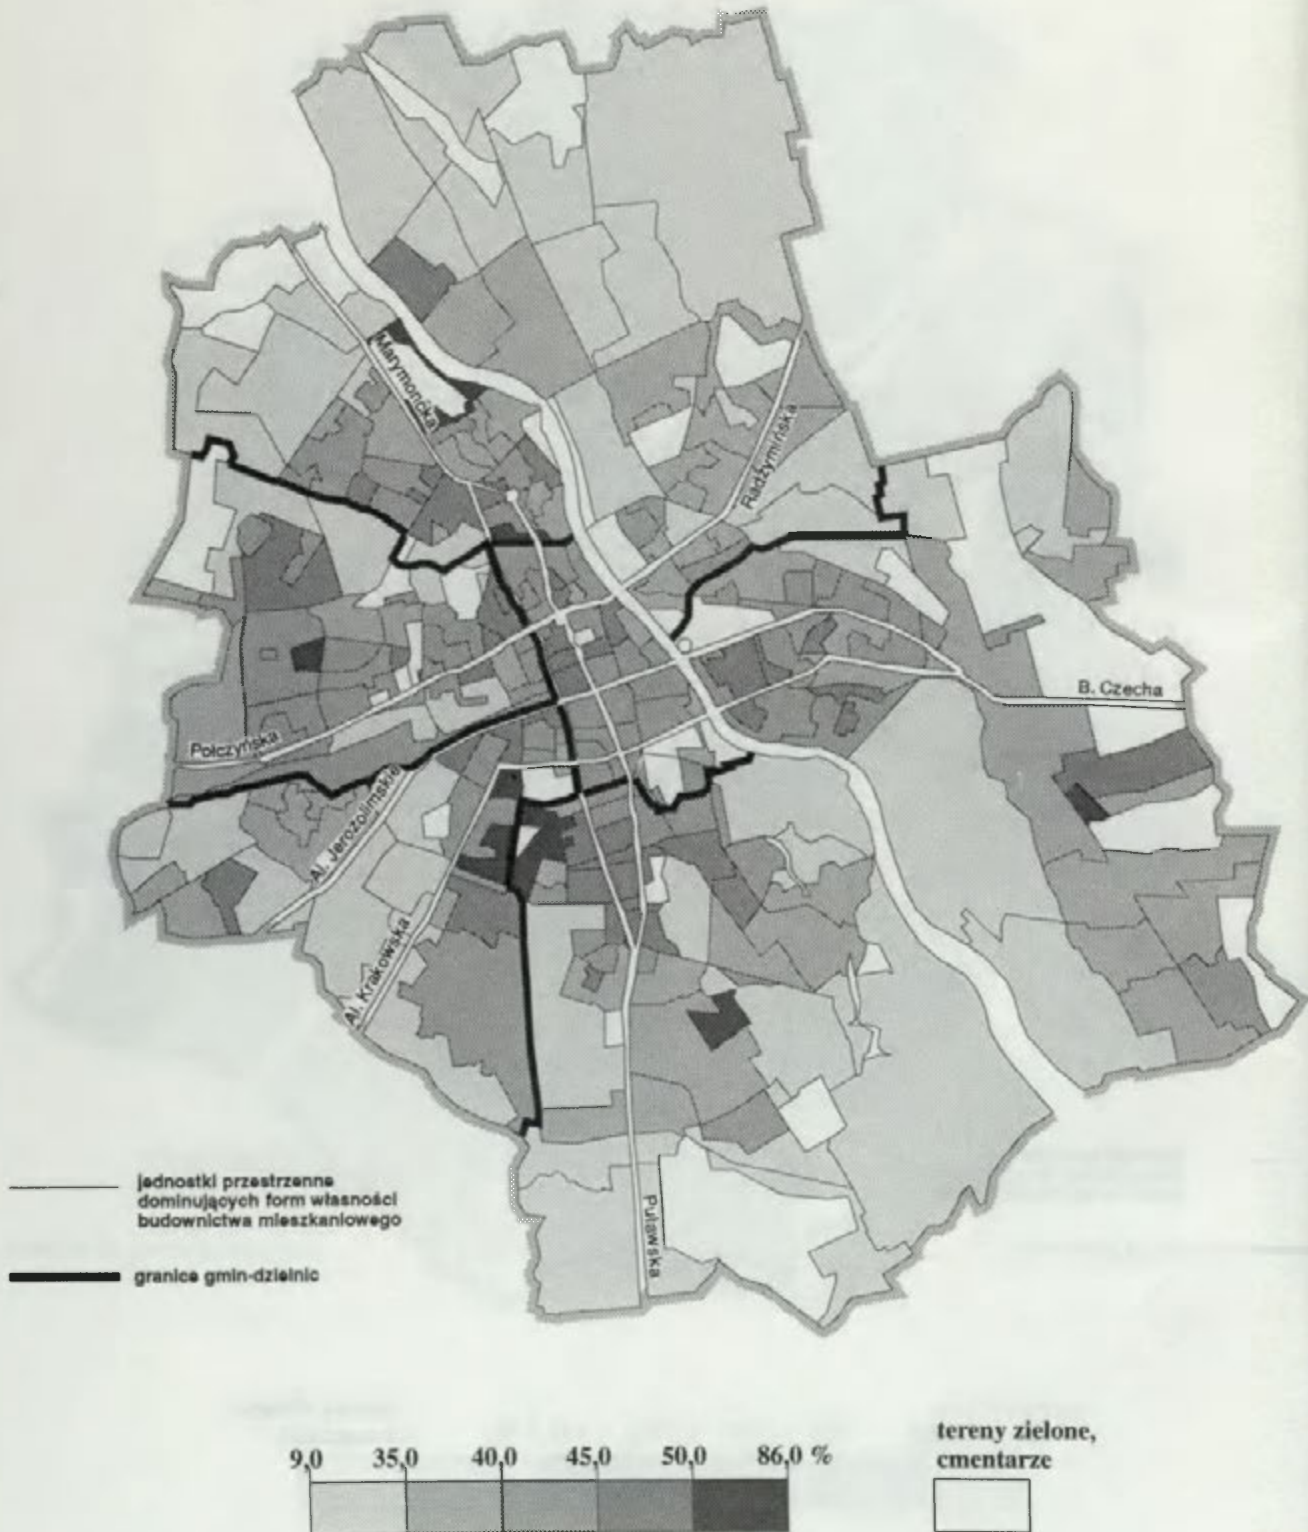 Marymoncka
Radzymińska
B. Czecha
Połczyńska
Al. Jerozolimskie
Al. Krakowska
Puławska
jednostki przestrzenne
dominujących form własności
budownictwa mieszkaniowego
granice gmin-dzielnic
9,0 35,0 40,0 45,0 50,0 86,0 %
tereny zielone,
cmentarze